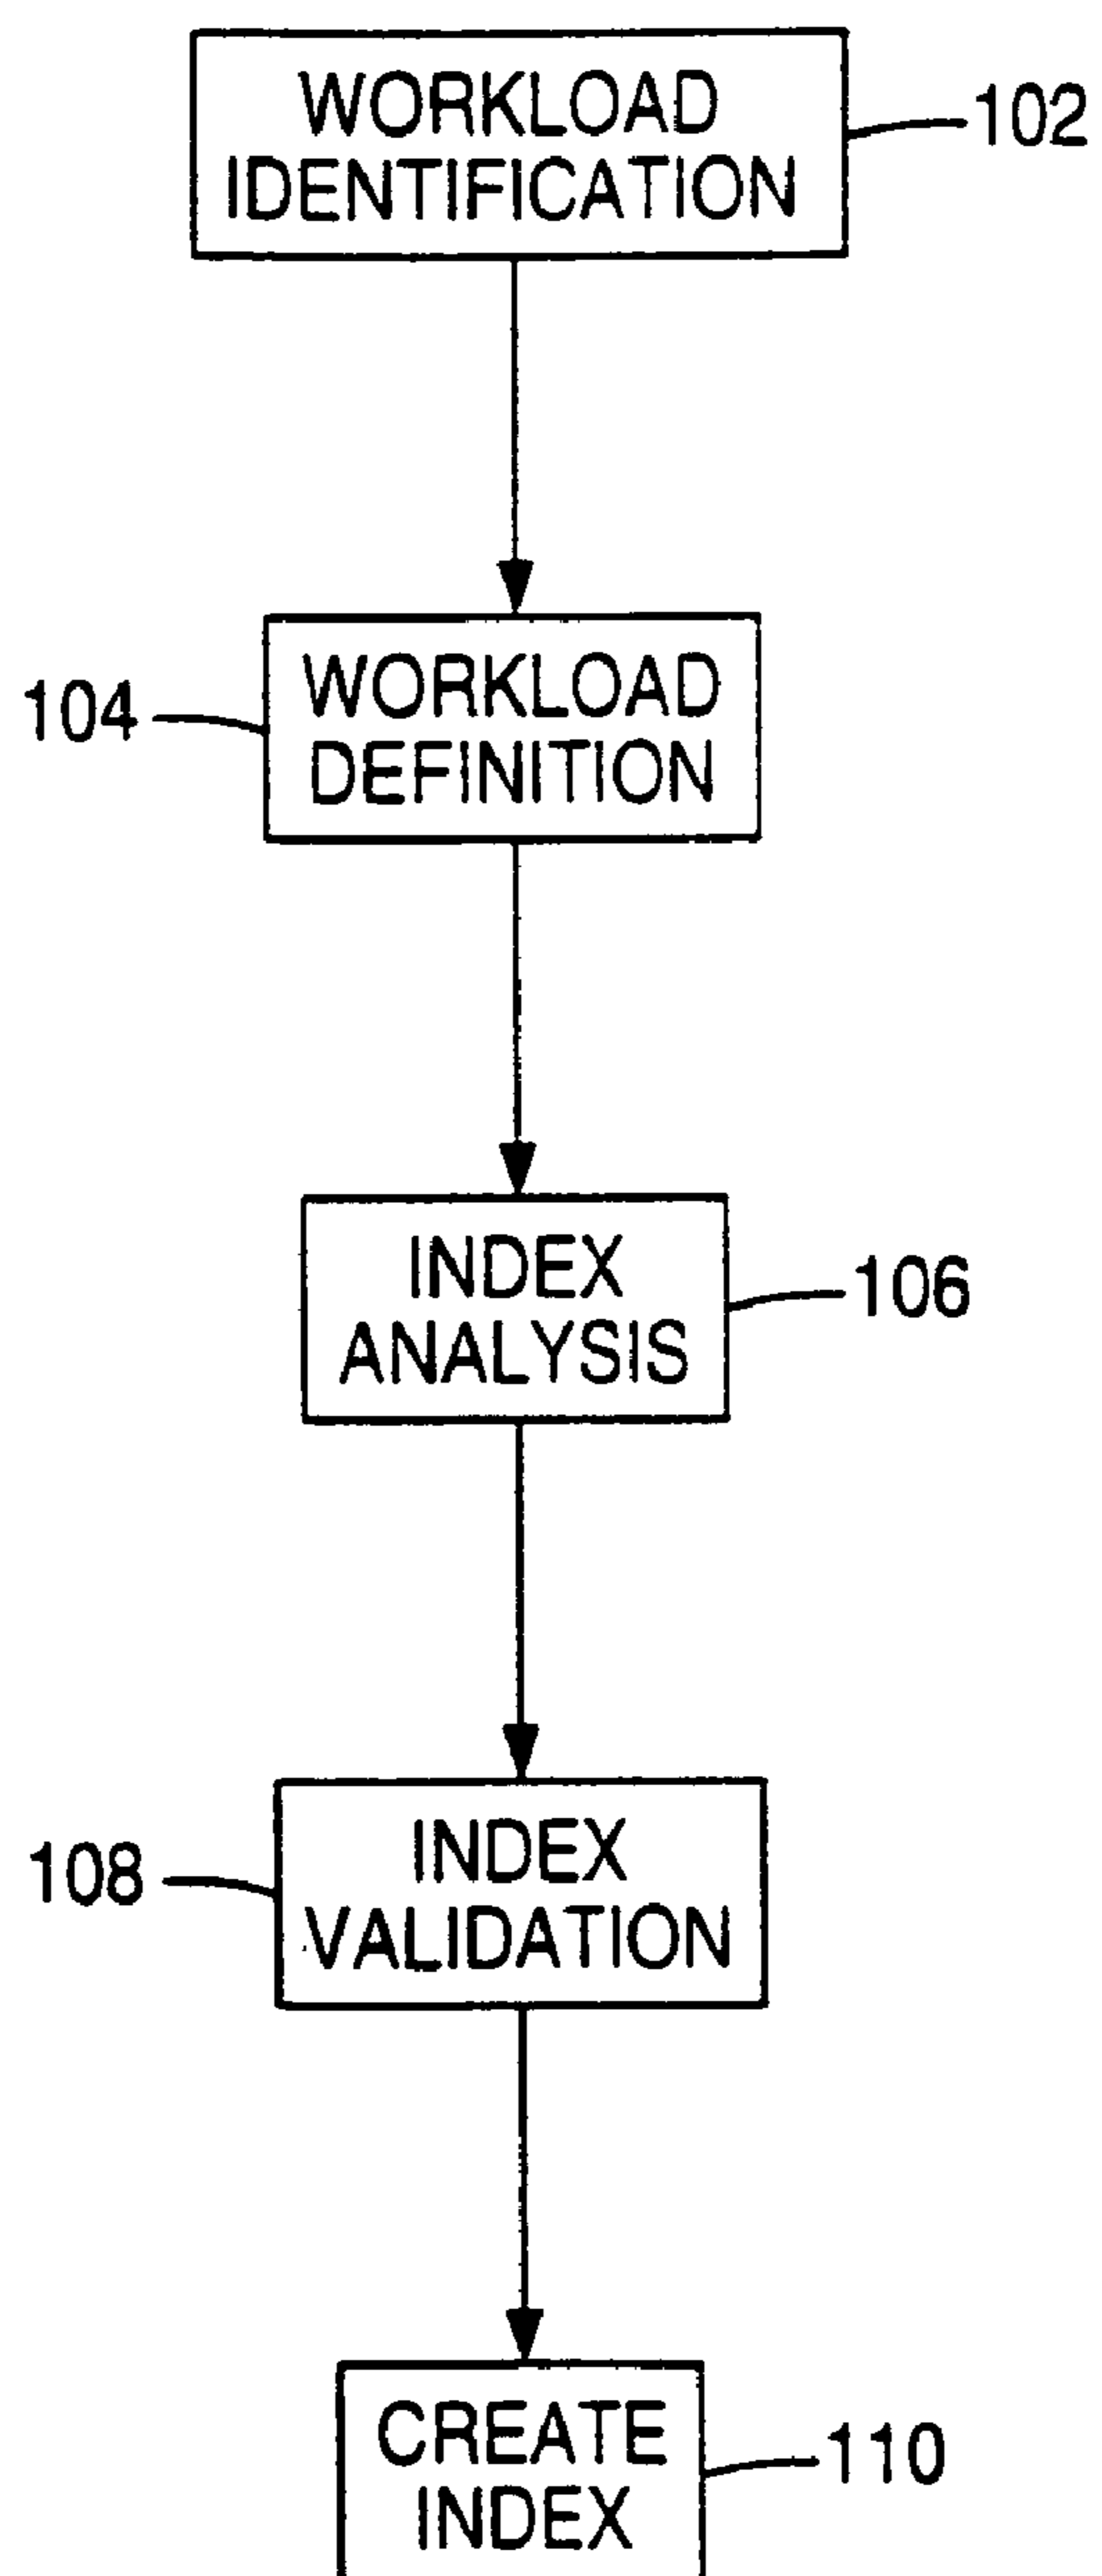 WORKLOAD
IDENTIFICATION
102
104
WORKLOAD
DEFINITION
INDEX
ANALYSIS
106
108
INDEX
VALIDATION
CREATE
INDEX
110